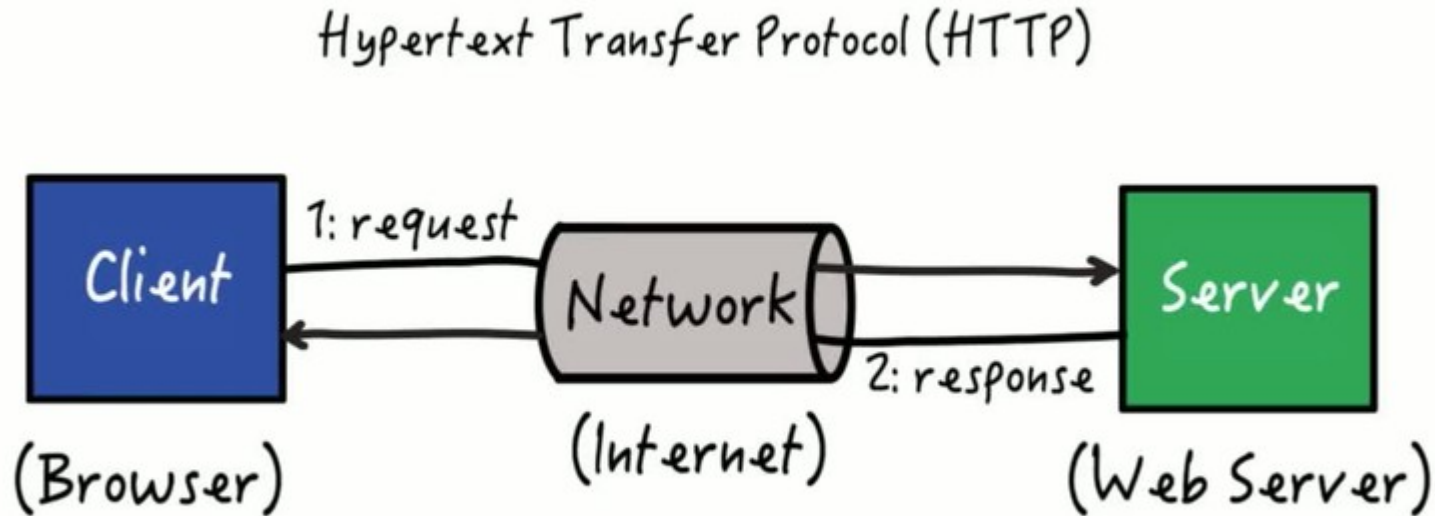 Hypertext Transfer Protocol (HTTP)
1: request
Client
Network
Server
2: response
(Browser)
(Internet)
(Web Server)